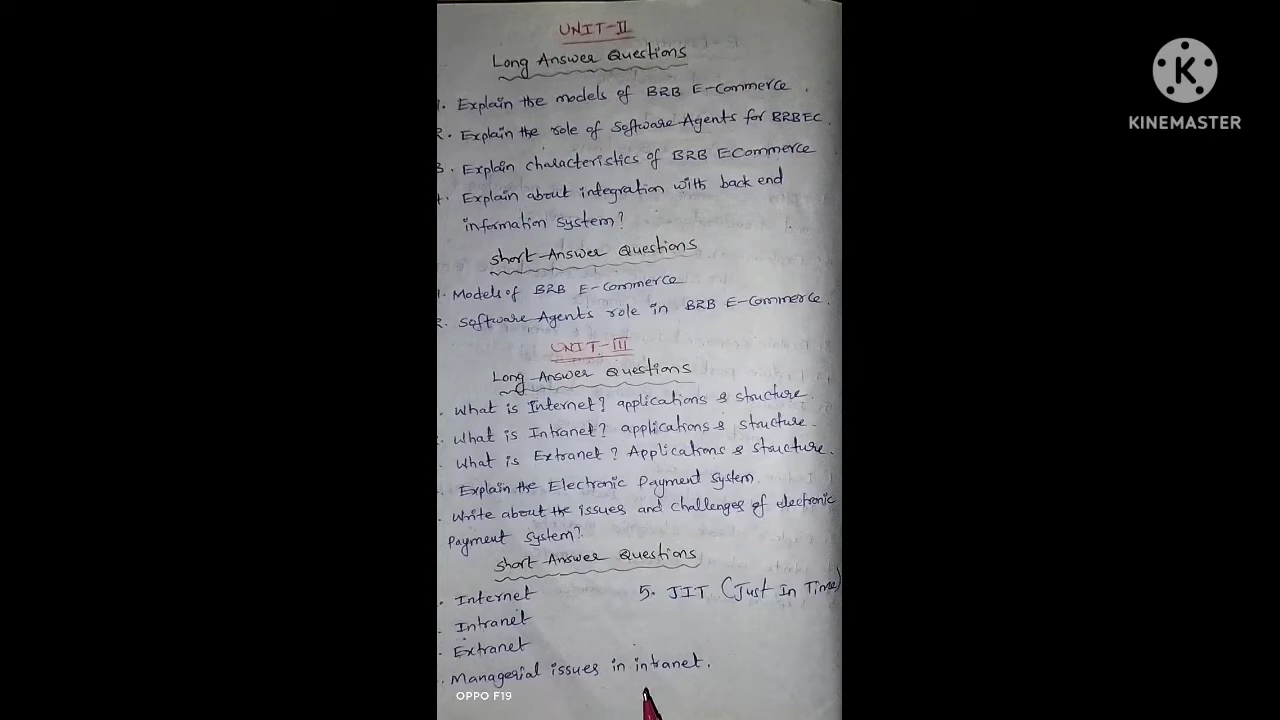 UNIT-II
Long Answer Questions
1. Explain the models of B2B E-Commerce.
2. Explain the role of Software Agents for B2BEC.
3. Explain characteristics of B2B ECommerce
4. Explain about integration with back end
information system?
Short Answer Questions
1. Models of B2B E-Commerce
2. Software Agents role in B2B E-Commerce.
UNIT-III
Long Answer Questions
. What is Internet? applications & structure.
. What is Intranet? applications & structure.
. What is Extranet? Applications & structure.
. Explain the Electronic Payment System.
. Write about the issues and challenges of electronic
Payment system?
Short Answer Questions
. Internet 5. JIT (Just In Time)
. Intranet
. Extranet
. Managerial issues in intranet.
OPPO F19
K
KINEMASTER